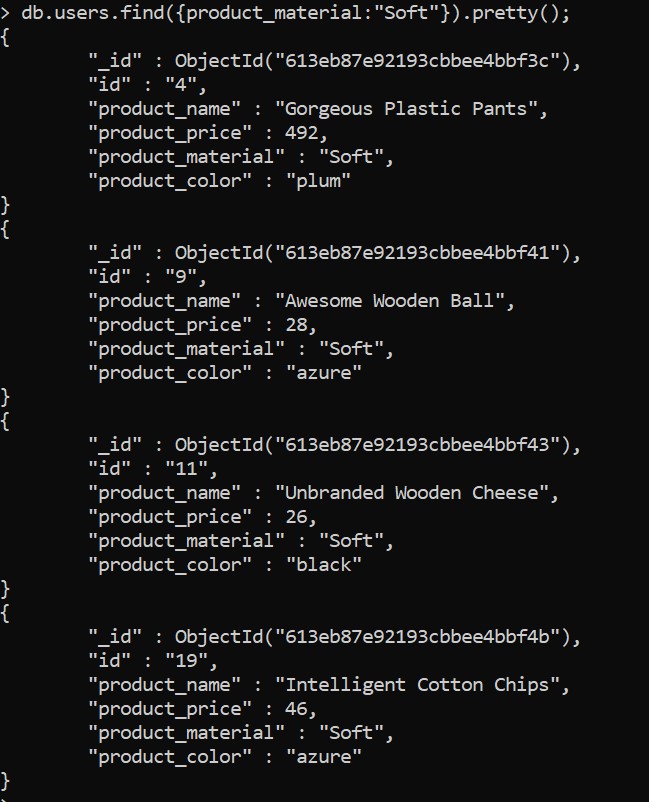 > db.users.find({product_material:"Soft"}).pretty();
{
        "_id" : ObjectId("613eb87e92193cbbee4bbf3c"),
        "id" : "4",
        "product_name" : "Gorgeous Plastic Pants",
        "product_price" : 492,
        "product_material" : "Soft",
        "product_color" : "plum"
}
{
        "_id" : ObjectId("613eb87e92193cbbee4bbf41"),
        "id" : "9",
        "product_name" : "Awesome Wooden Ball",
        "product_price" : 28,
        "product_material" : "Soft",
        "product_color" : "azure"
}
{
        "_id" : ObjectId("613eb87e92193cbbee4bbf43"),
        "id" : "11",
        "product_name" : "Unbranded Wooden Cheese",
        "product_price" : 26,
        "product_material" : "Soft",
        "product_color" : "black"
}
{
        "_id" : ObjectId("613eb87e92193cbbee4bbf4b"),
        "id" : "19",
        "product_name" : "Intelligent Cotton Chips",
        "product_price" : 46,
        "product_material" : "Soft",
        "product_color" : "azure"
}